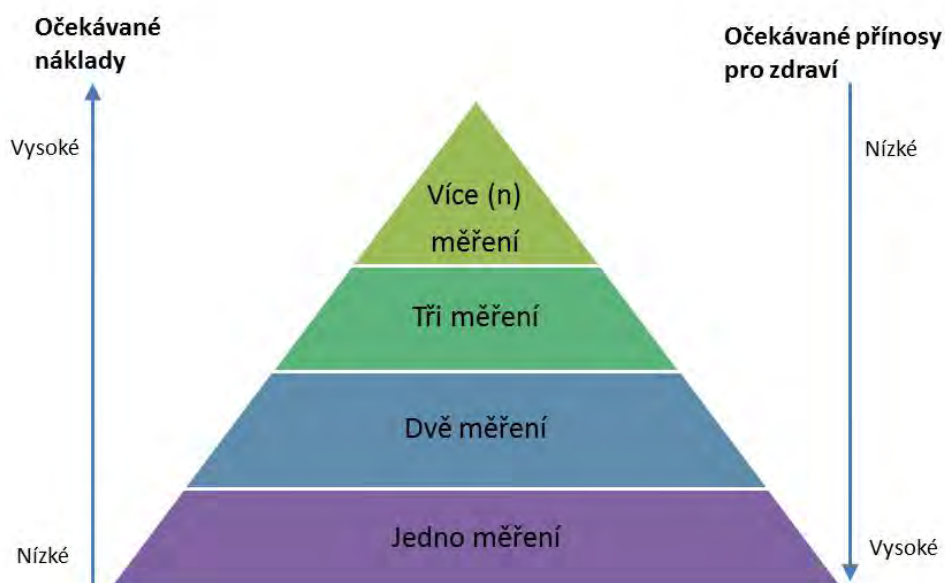 Očekávané
náklady
Očekávané přínosy
pro zdraví
Vysoké
Nízké
Více (n)
měření
Tři měření
Dvě měření
Jedno měření
Nízké
Vysoké